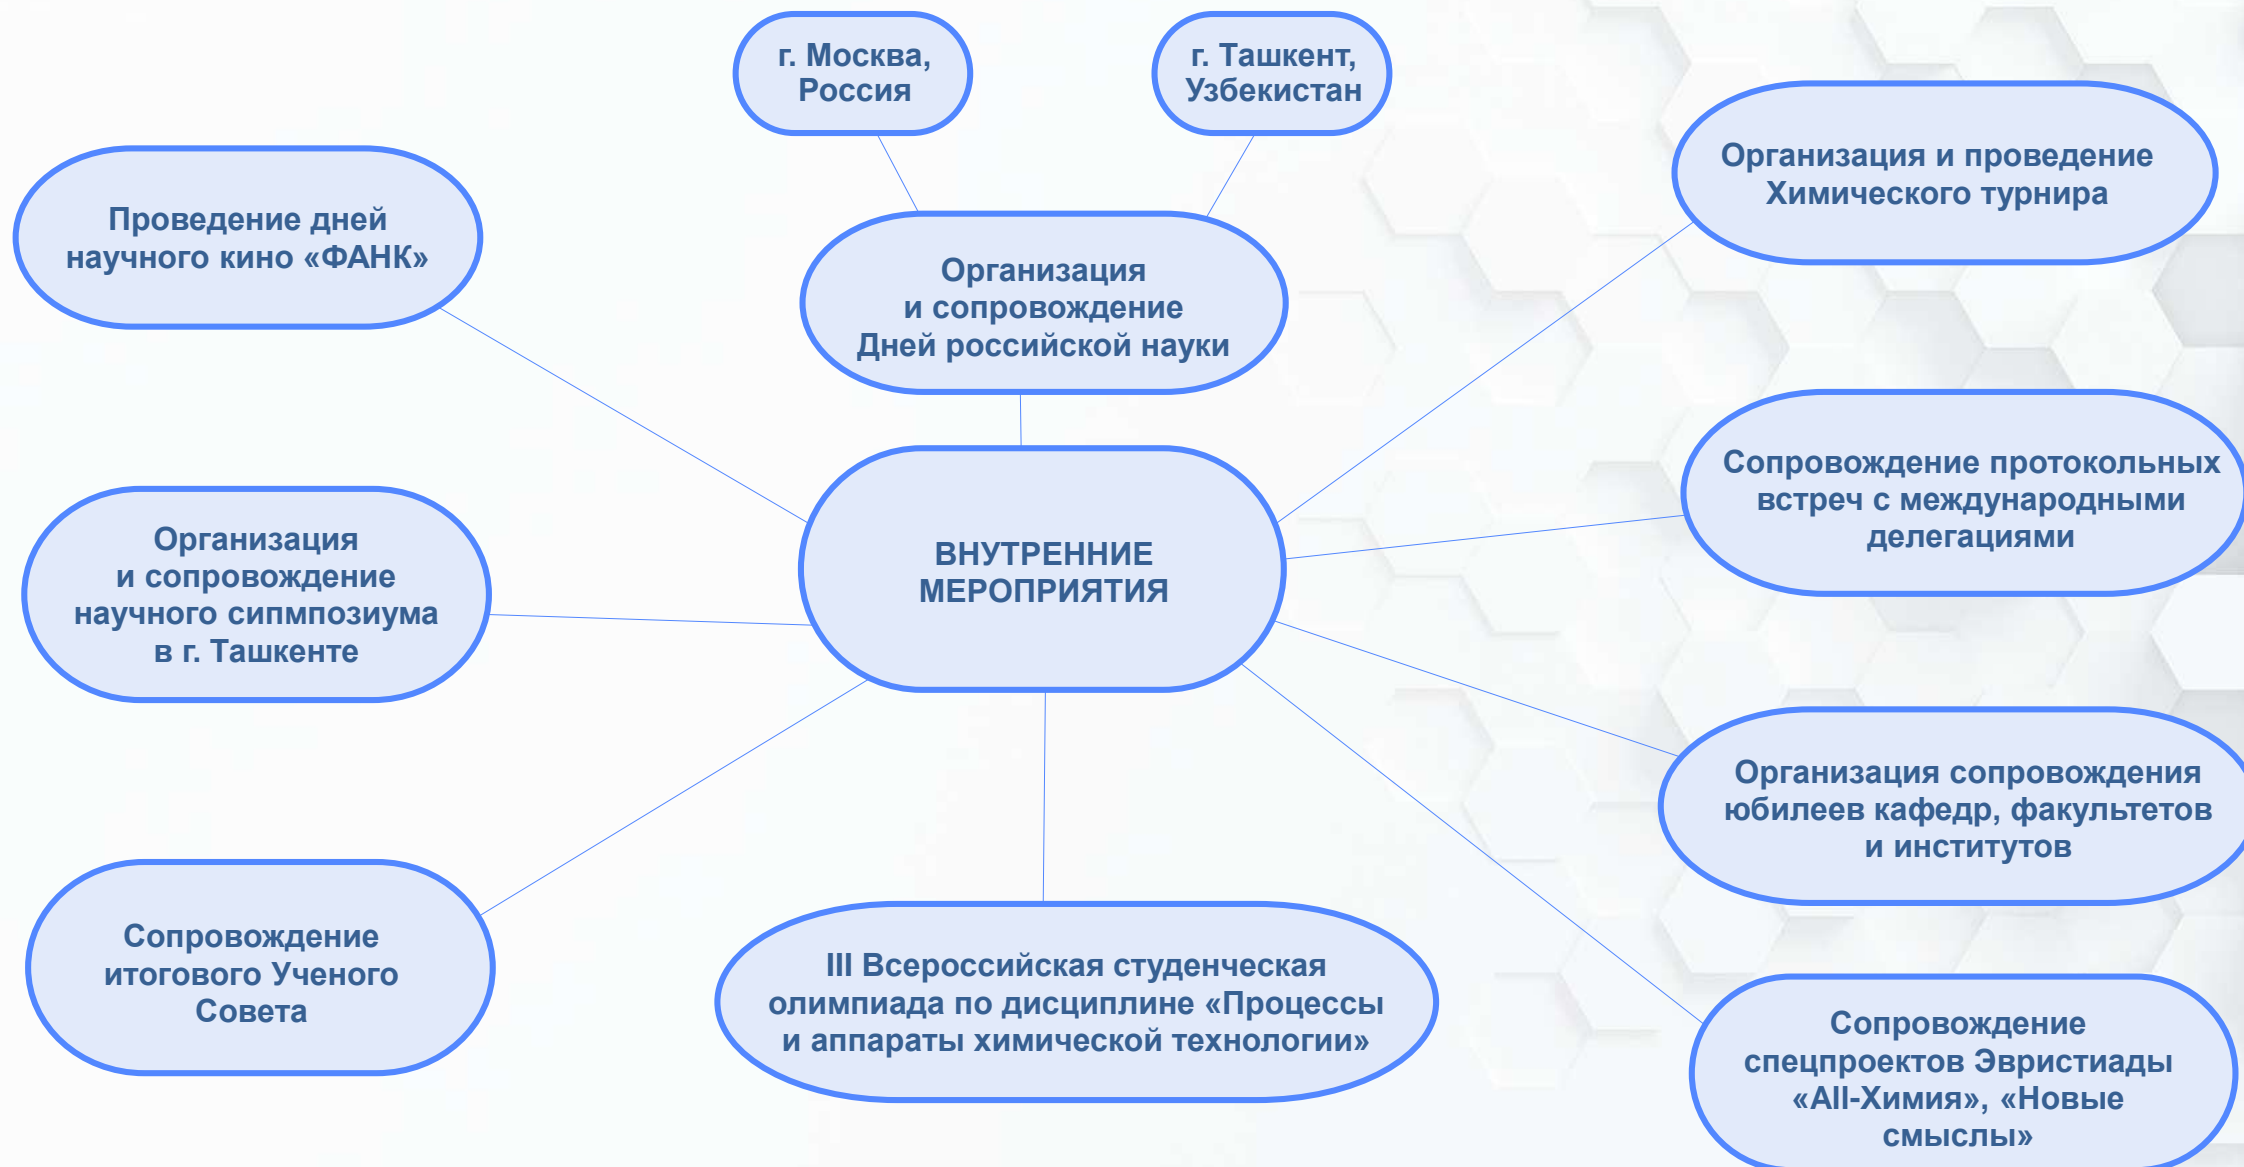 г. Москва,
Россия
г. Ташкент,
Узбекистан
Проведение дней
научного кино «ФАНК»
Организация
и сопровождение
Дней российской науки
Организация и проведение
Химического турнира
Организация
и сопровождение
научного сипмпозиума
в г. Ташкенте
ВНУТРЕННИЕ
МЕРОПРИЯТИЯ
Сопровождение протокольных
встреч с международными
делегациями
Организация сопровождения
юбилеев кафедр, факультетов
и институтов
Сопровождение
итогового Ученого
Совета
III Всероссийская студенческая
олимпиада по дисциплине «Процессы
и аппараты химической технологии»
Сопровождение
спецпроектов Эвристиады
«All-Химия», «Новые
смыслы»